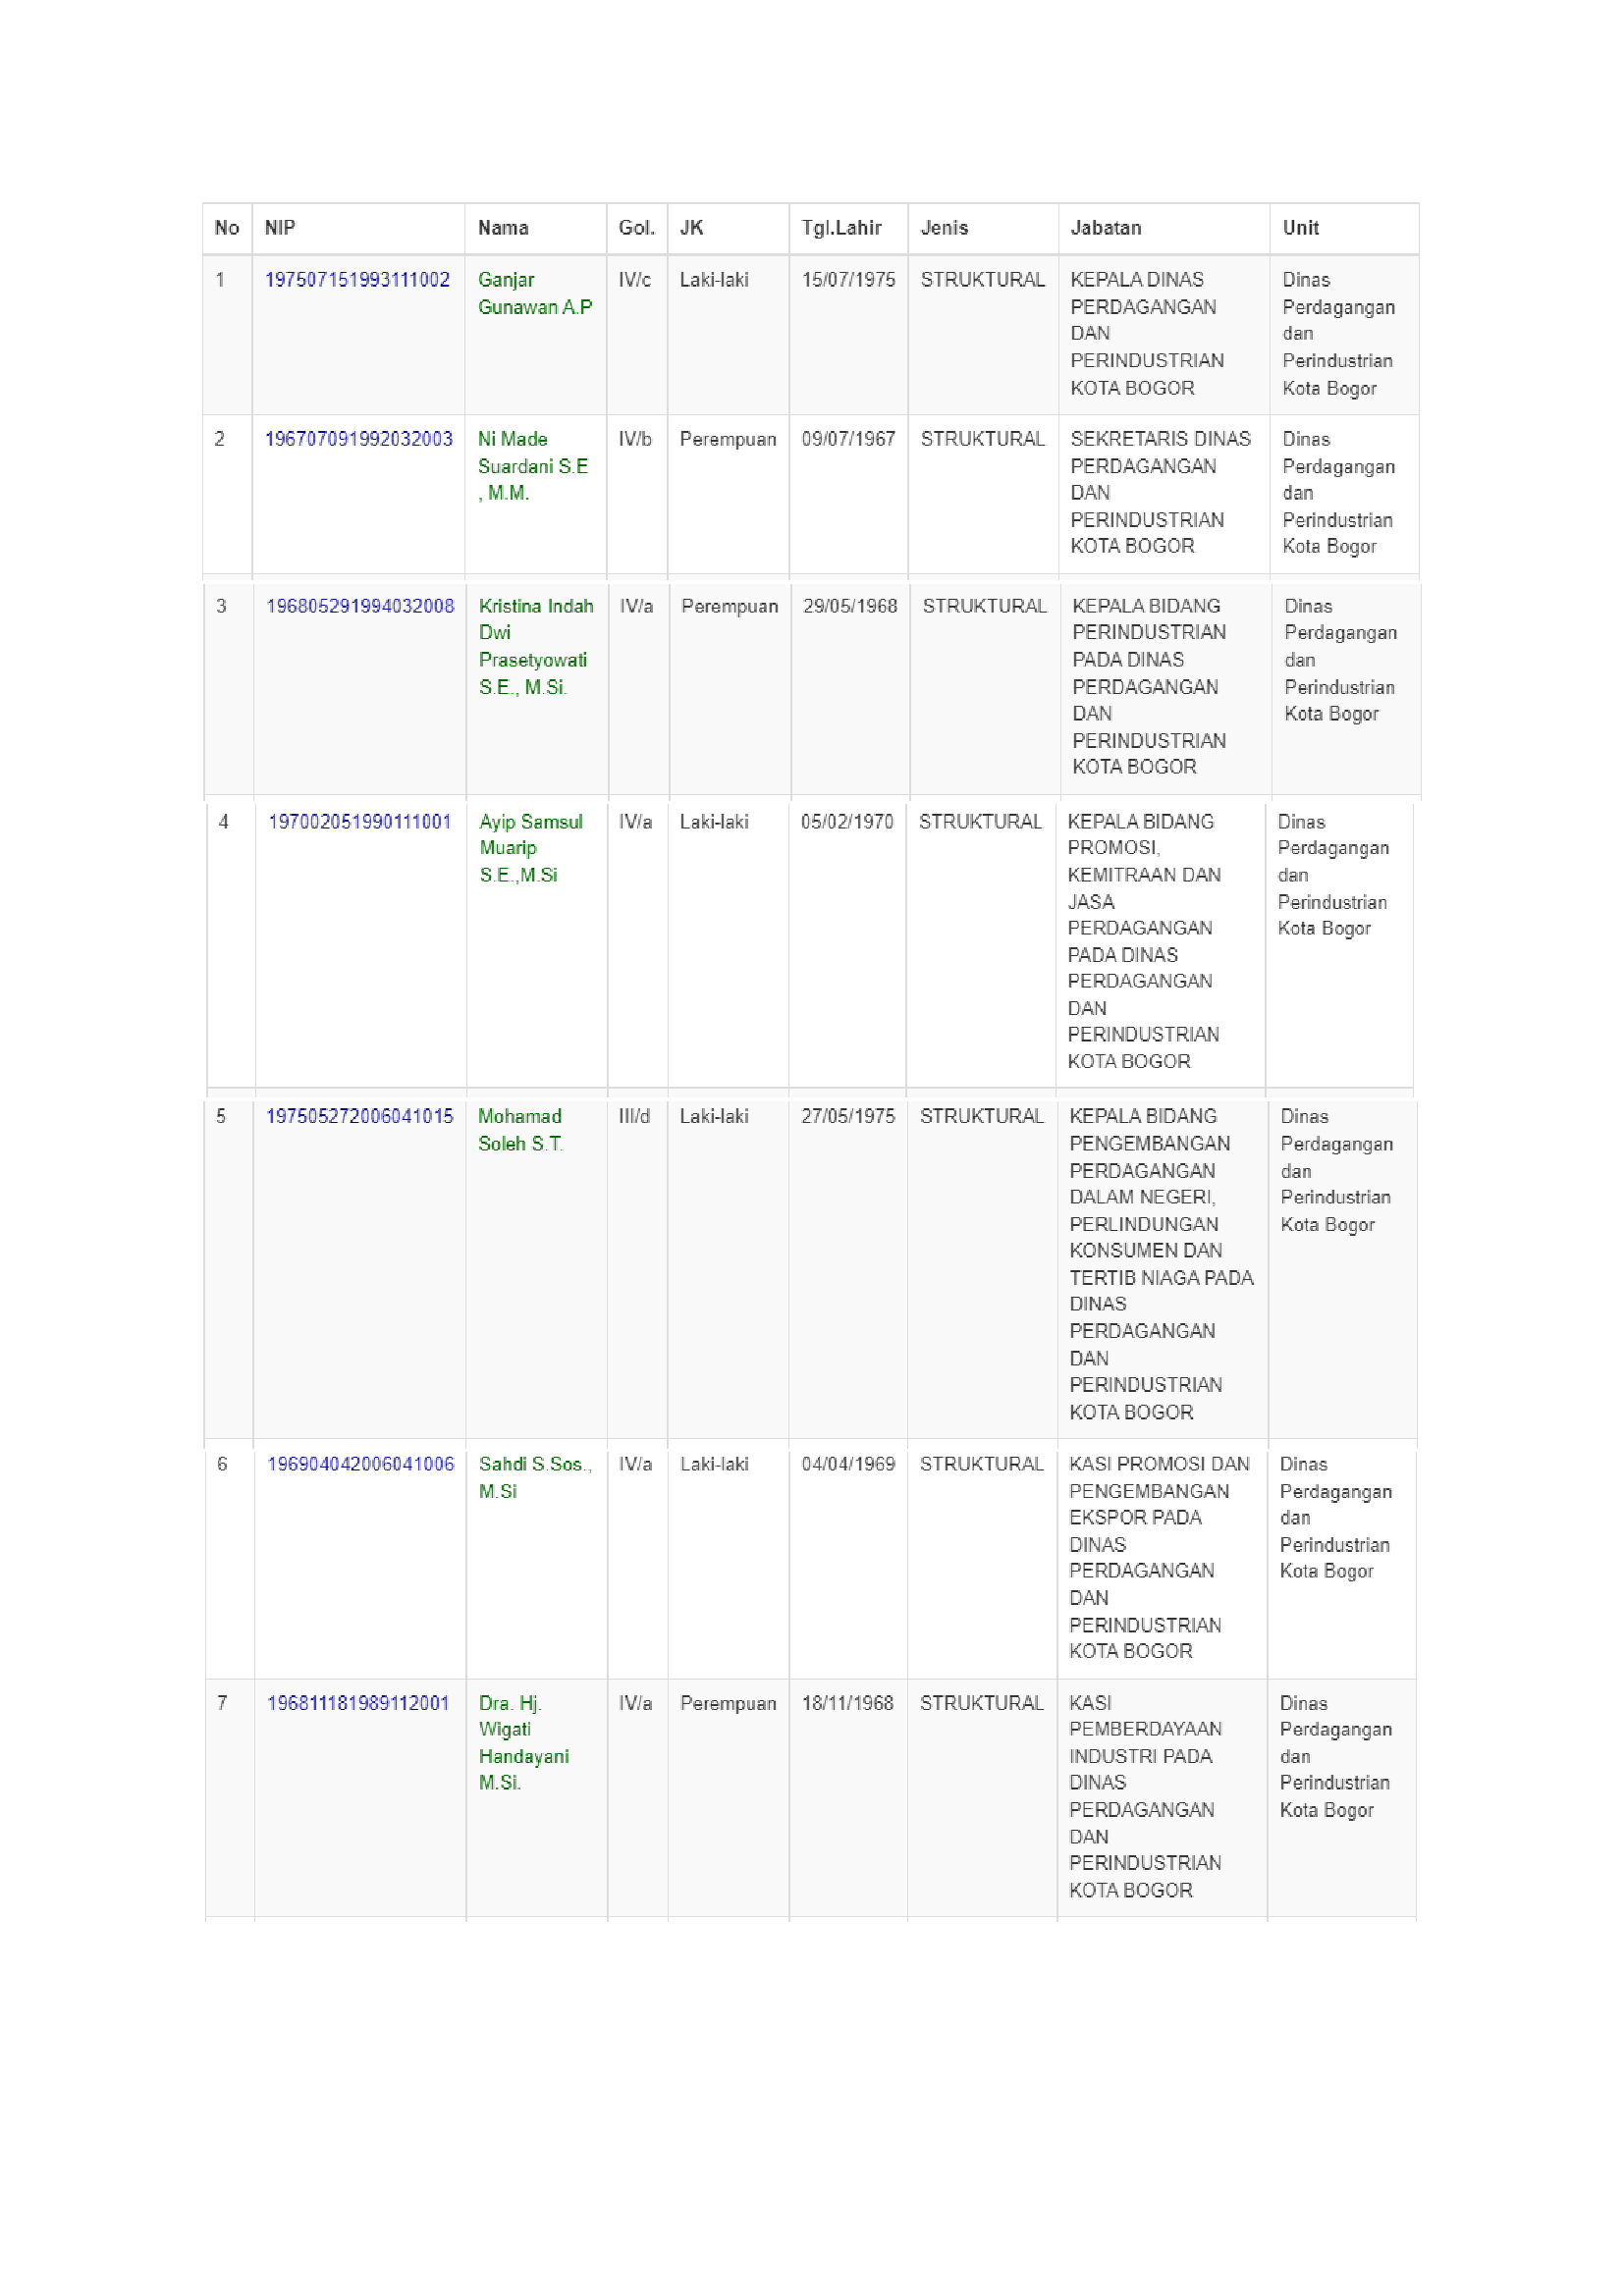 No NIP Nama Gol. JK Tgl.Lahir Jenis Jabatan Unit
1 197507151993111002 Ganjar IV/c Laki-laki 15/07/1975 STRUKTURAL KEPALA DINAS Dinas
Gunawan A.P PERDAGANGAN Perdagangan
DAN dan
PERINDUSTRIAN Perindustrian
KOTA BOGOR Kota Bogor
2 196707091992032003 Ni Made IV/b Perempuan 09/07/1967 STRUKTURAL SEKRETARIS DINAS Dinas
Suardani S.E PERDAGANGAN Perdagangan
, M.M. DAN dan
PERINDUSTRIAN Perindustrian
KOTA BOGOR Kota Bogor
3 196805291994032008 Kristina Indah IV/a Perempuan 29/05/1968 STRUKTURAL KEPALA BIDANG Dinas
Dwi PERINDUSTRIAN Perdagangan
Prasetyowati PADA DINAS dan
S.E., M.Si. PERDAGANGAN Perindustrian
DAN Kota Bogor
PERINDUSTRIAN
KOTA BOGOR
4 197002051990111001 Ayip Samsul IV/a Laki-laki 05/02/1970 STRUKTURAL KEPALA BIDANG Dinas
Muarip PROMOSI, Perdagangan
S.E.,M.Si KEMITRAAN DAN dan
JASA Perindustrian
PERDAGANGAN Kota Bogor
PADA DINAS
PERDAGANGAN
DAN
PERINDUSTRIAN
KOTA BOGOR
5 197505272006041015 Mohamad III/d Laki-laki 27/05/1975 STRUKTURAL KEPALA BIDANG Dinas
Soleh S.T. PENGEMBANGAN Perdagangan
PERDAGANGAN dan
DALAM NEGERI, Perindustrian
PERLINDUNGAN Kota Bogor
KONSUMEN DAN
TERTIB NIAGA PADA
DINAS
PERDAGANGAN
DAN
PERINDUSTRIAN
KOTA BOGOR
6 196904042006041006 Sahdi S.Sos., IV/a Laki-laki 04/04/1969 STRUKTURAL KASI PROMOSI DAN Dinas
M.Si PENGEMBANGAN Perdagangan
EKSPOR PADA dan
DINAS Perindustrian
PERDAGANGAN Kota Bogor
DAN
PERINDUSTRIAN
KOTA BOGOR
7 196811181989112001 Dra. Hj. IV/a Perempuan 18/11/1968 STRUKTURAL KASI Dinas
Wigati PEMBERDAYAAN Perdagangan
Handayani INDUSTRI PADA dan
M.Si. DINAS Perindustrian
PERDAGANGAN Kota Bogor
DAN
PERINDUSTRIAN
KOTA BOGOR